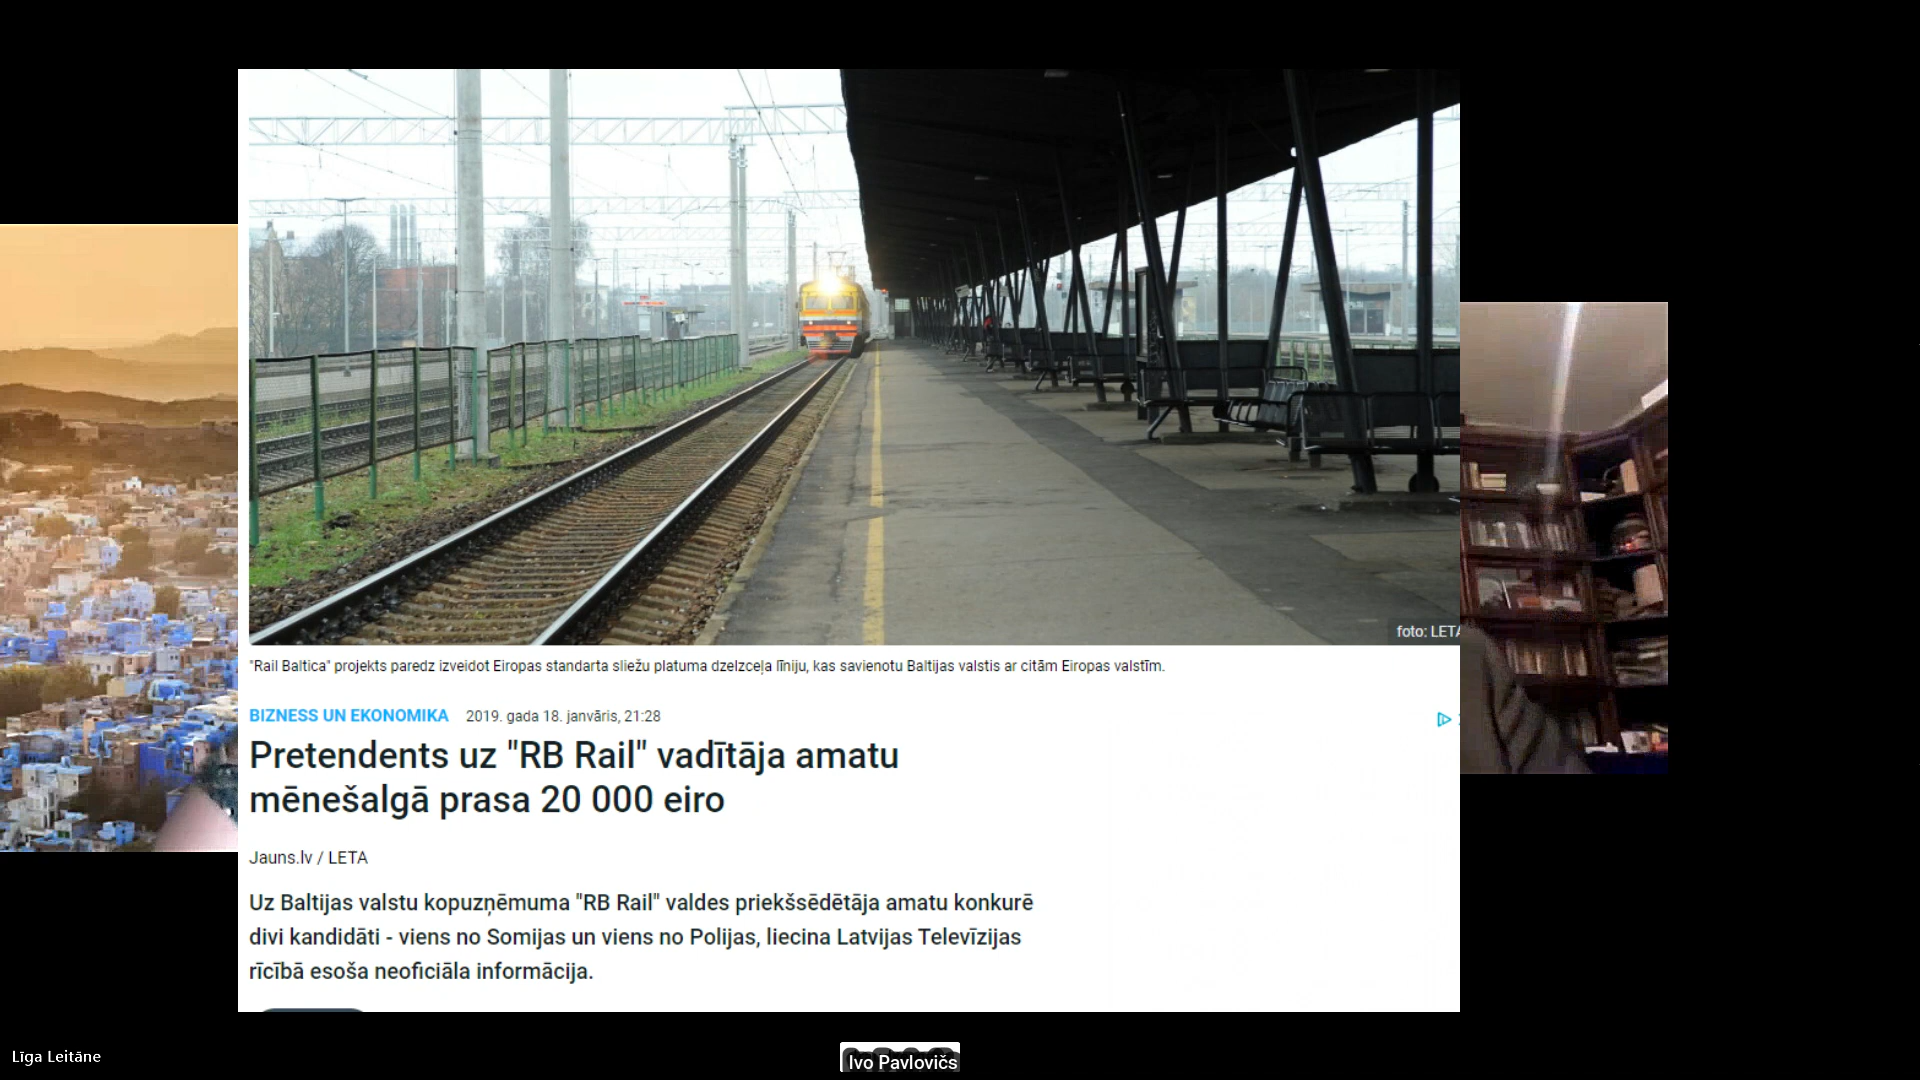 foto: LETA
"Rail Baltica" projekts paredz izveidot Eiropas standarta sliežu platuma dzelzceļa līniju, kas savienotu Baltijas valstis ar citām Eiropas valstīm.
BIZNESS UN EKONOMIKA 2019. gada 18. janvāris, 21:28
Pretendents uz "RB Rail" vadītāja amatu
mēnešalgā prasa 20 000 eiro
Jauns.lv / LETA
Uz Baltijas valstu kopuzņēmuma "RB Rail" valdes priekšsēdētāja amatu konkurē
divi kandidāti - viens no Somijas un viens no Polijas, liecina Latvijas Televīzijas
rīcībā esoša neoficiāla informācija.
Līga Leitāne
Ivo Pavlovičs